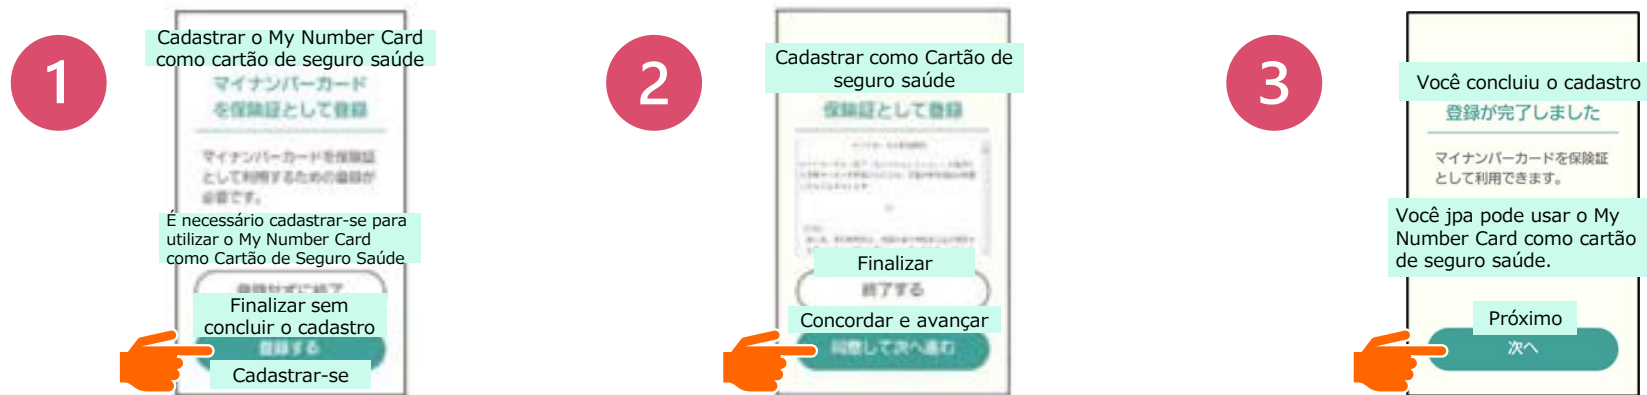 1
Cadastrar o My Number Card
como cartão de seguro saúde
マイナンバーカード
を保険証として登録
マイナンバーカードを保険証
として利用するための登録が
必要です。
É necessário cadastrar-se para
utilizar o My Number Card
como Cartão de Seguro Saúde
登録せずに終了
Finalizar sem
concluir o cadastro
登録する
Cadastrar-se
2
Cadastrar como Cartão de
seguro saúde
保険証として登録
Finalizar
終了する
Concordar e avançar
同意して次へ進む
3
Você concluiu o cadastro
登録が完了しました
マイナンバーカードを保険証
として利用できます。
Você jpa pode usar o My
Number Card como cartão
de seguro saúde.
Próximo
次へ